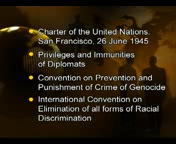 Charter of the United Nations.
San Francisco, 26 June 1945
Privileges and Immunities
of Diplomats
Convention on Prevention and
Punishment of Crime of Genocide
International Convention on
Elimination of all forms of Racial
Discrimination